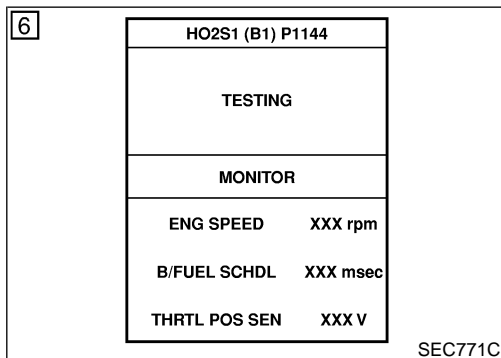 6
HO2S1 (B1) P1144
TESTING
MONITOR
ENG SPEED XXX rpm
B/FUEL SCHDL XXX msec
THRTL POS SEN XXX V
SEC771C